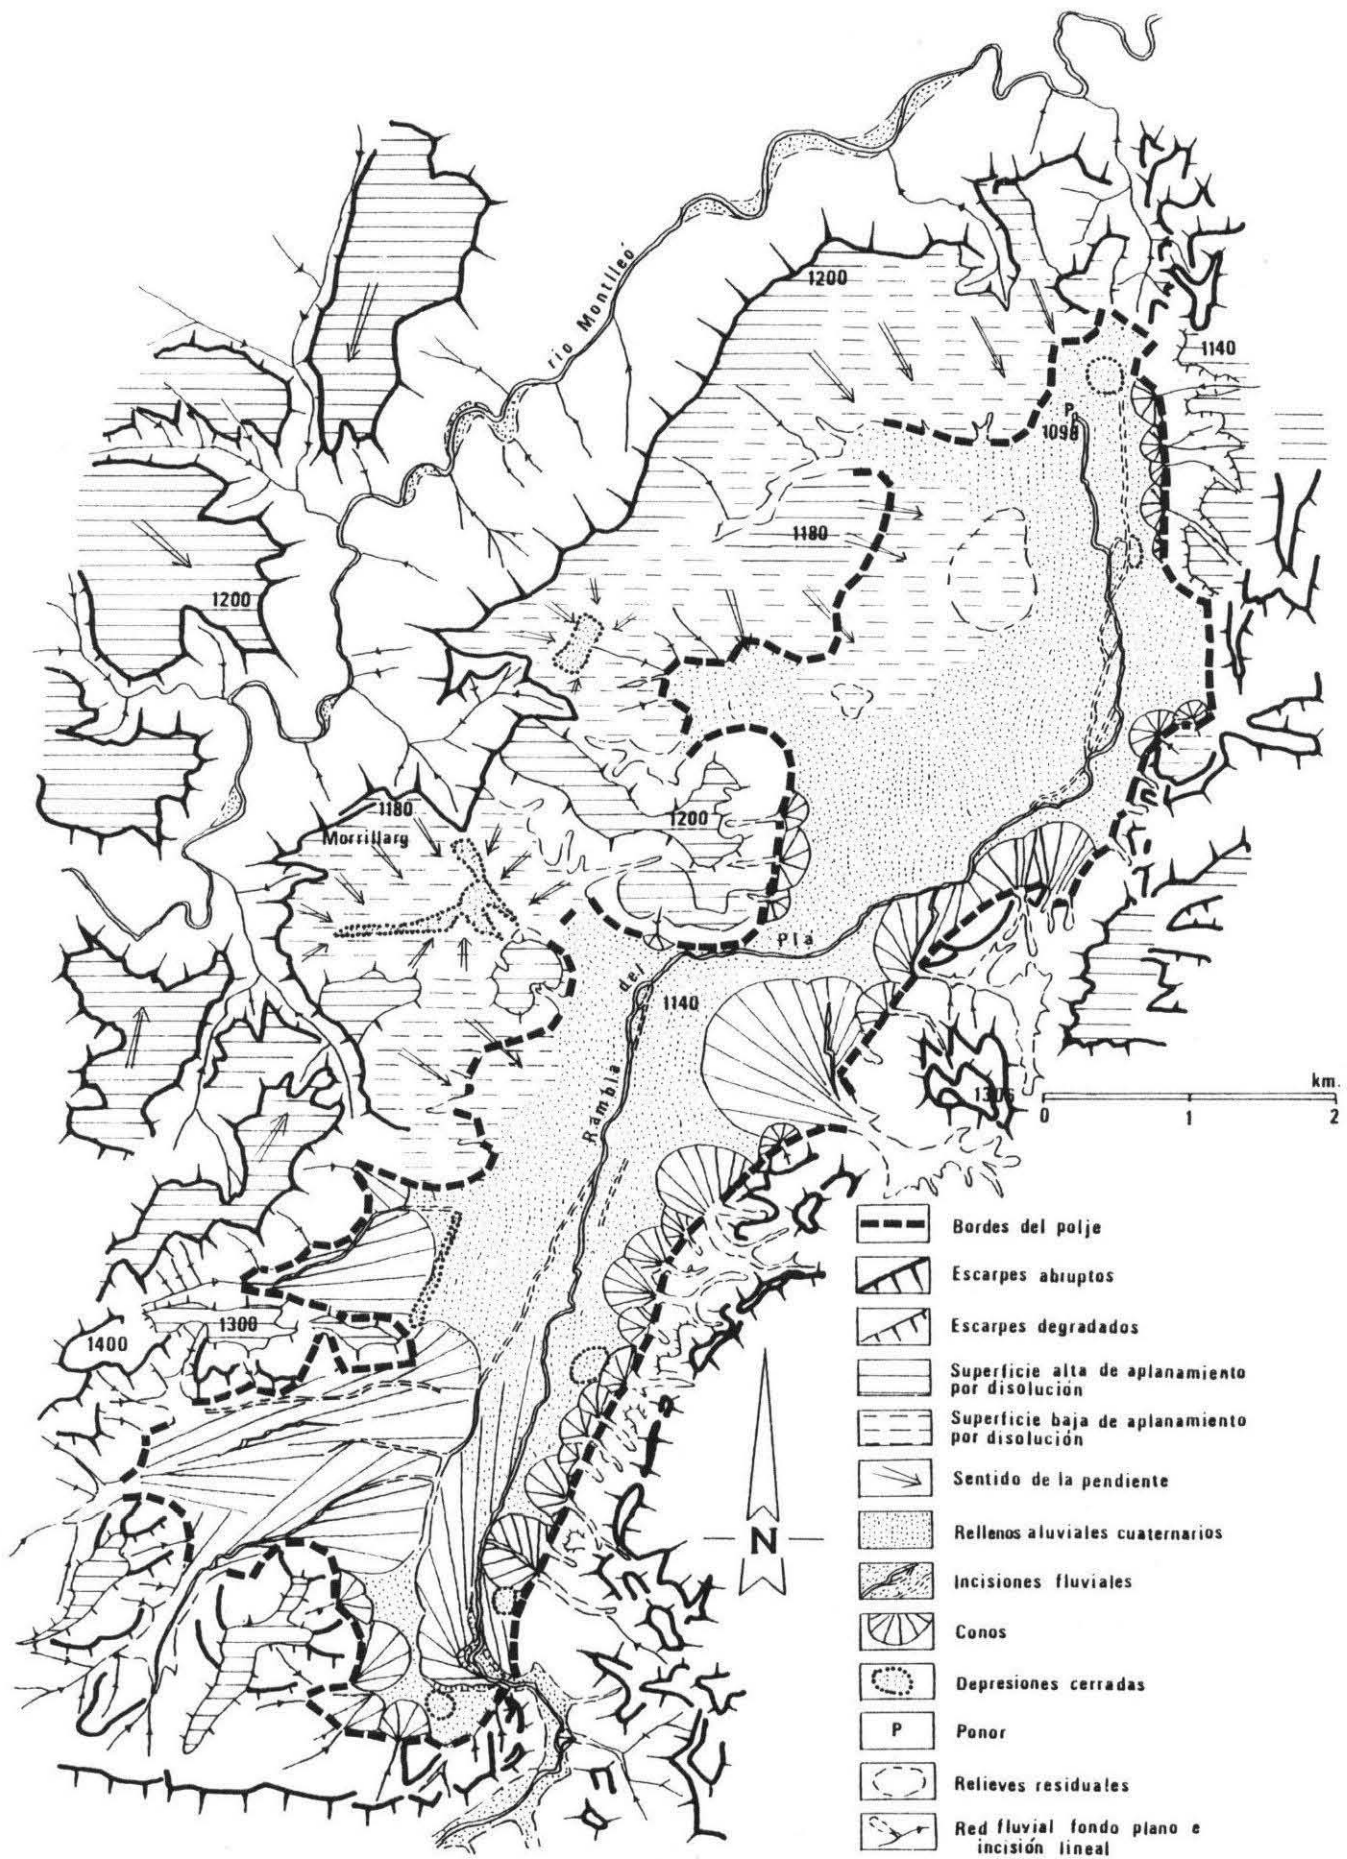 río Montlleó
1200
1140
P
1098
1180
1200
1180
Morrillarg
1200
Rambla del Pla
1140
1306
km.
0 1 2
1300
1400
Bordes del polje
Escarpes abruptos
Escarpes degradados
Superficie alta de aplanamiento
por disolución
Superficie baja de aplanamiento
por disolución
Sentido de la pendiente
Rellenos aluviales cuaternarios
Incisiones fluviales
Conos
Depresiones cerradas
P Ponor
Relieves residuales
Red fluvial fondo plano e
incisión lineal
N